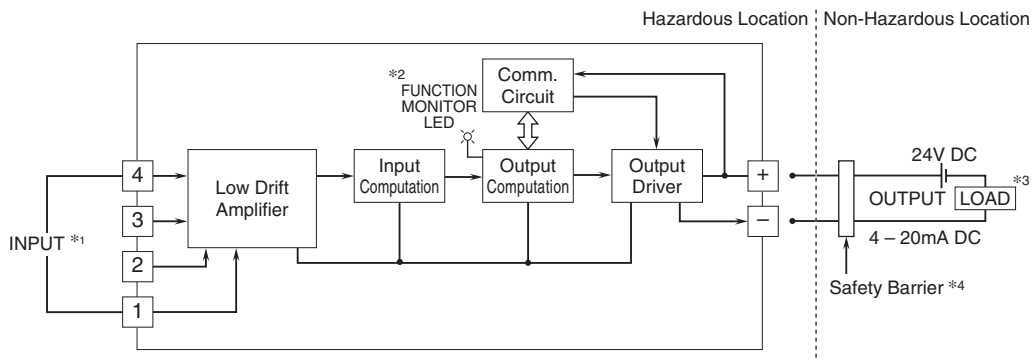 Hazardous Location
Non-Hazardous Location
*2
FUNCTION
MONITOR
LED
Comm.
Circuit
4
3
2
1
INPUT *1
Low Drift
Amplifier
Input
Computation
Output
Computation
Output
Driver
+
–
24V DC
*3
OUTPUT
LOAD
4 – 20mA DC
Safety Barrier *4